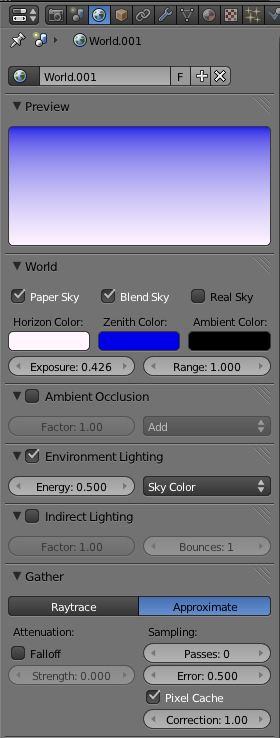 World.001
World.001 F
Preview
World
Paper Sky Blend Sky Real Sky
Horizon Color: Zenith Color: Ambient Color:
Exposure: 0.426 Range: 1.000
Ambient Occlusion
Factor: 1.00 Add
Environment Lighting
Energy: 0.500 Sky Color
Indirect Lighting
Factor: 1.00 Bounces: 1
Gather
Raytrace Approximate
Attenuation: Sampling:
Falloff Passes: 0
Strength: 0.000 Error: 0.500
Pixel Cache
Correction: 1.00